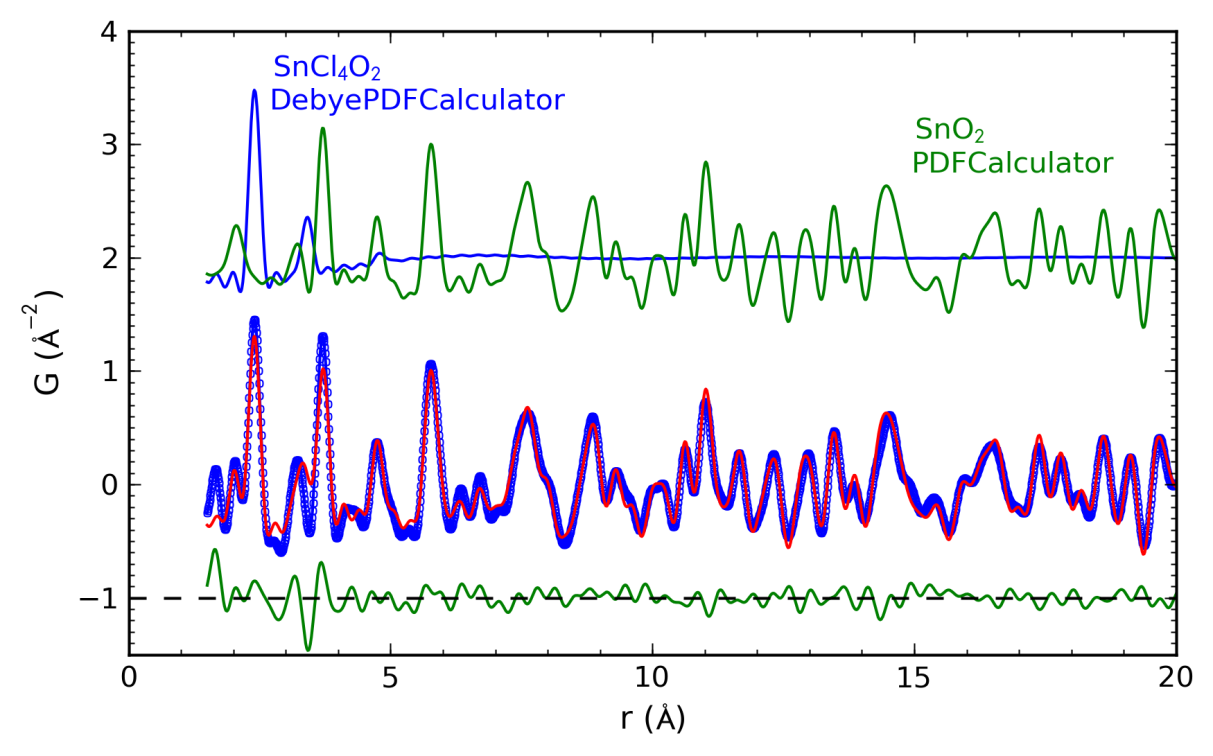 4
SnCl₄O₂
DebyePDFCalculator
SnO₂
PDFCalculator
3
2
G (Å⁻²)
1
0
−1
0 5 10 15 20
r (Å)